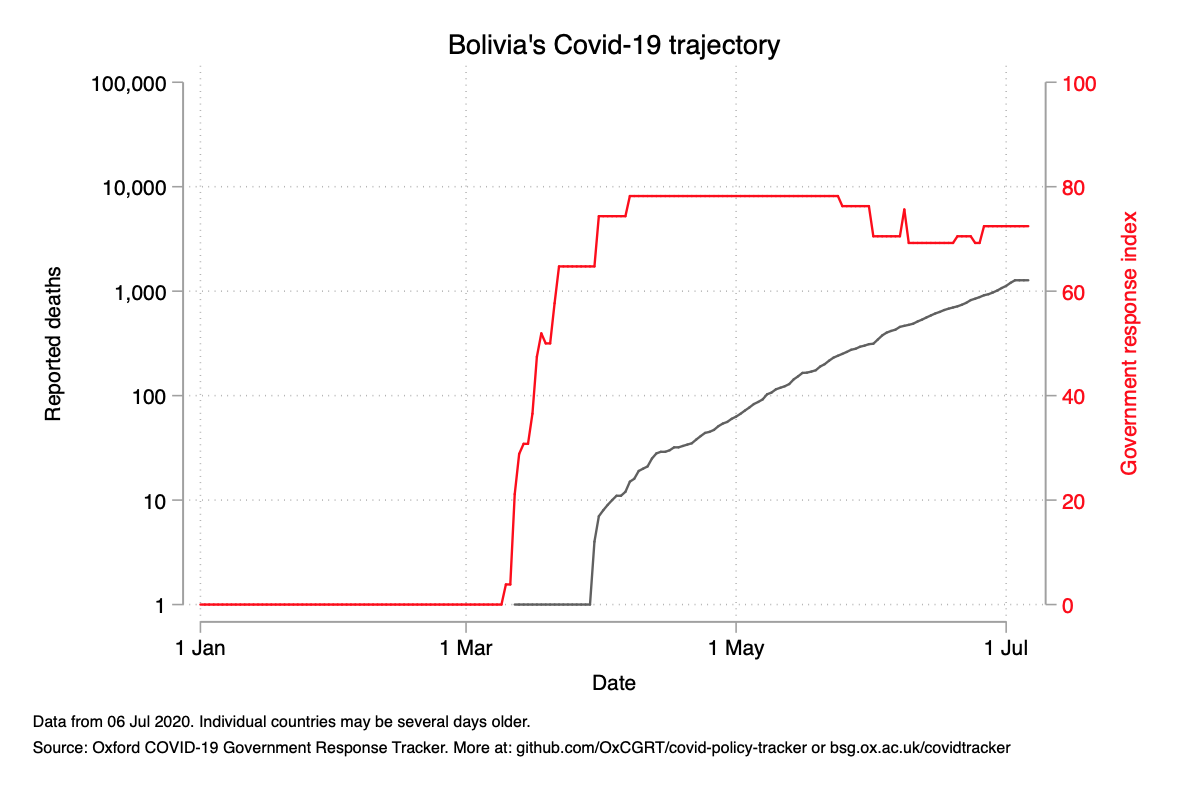 Bolivia's Covid-19 trajectory
100,000
10,000
1,000
100
10
1
Reported deaths
100
80
60
40
20
0
Government response index
1 Jan
1 Mar
1 May
1 Jul
Date
Data from 06 Jul 2020. Individual countries may be several days older.
Source: Oxford COVID-19 Government Response Tracker. More at: github.com/OxCGRT/covid-policy-tracker or bsg.ox.ac.uk/covidtracker